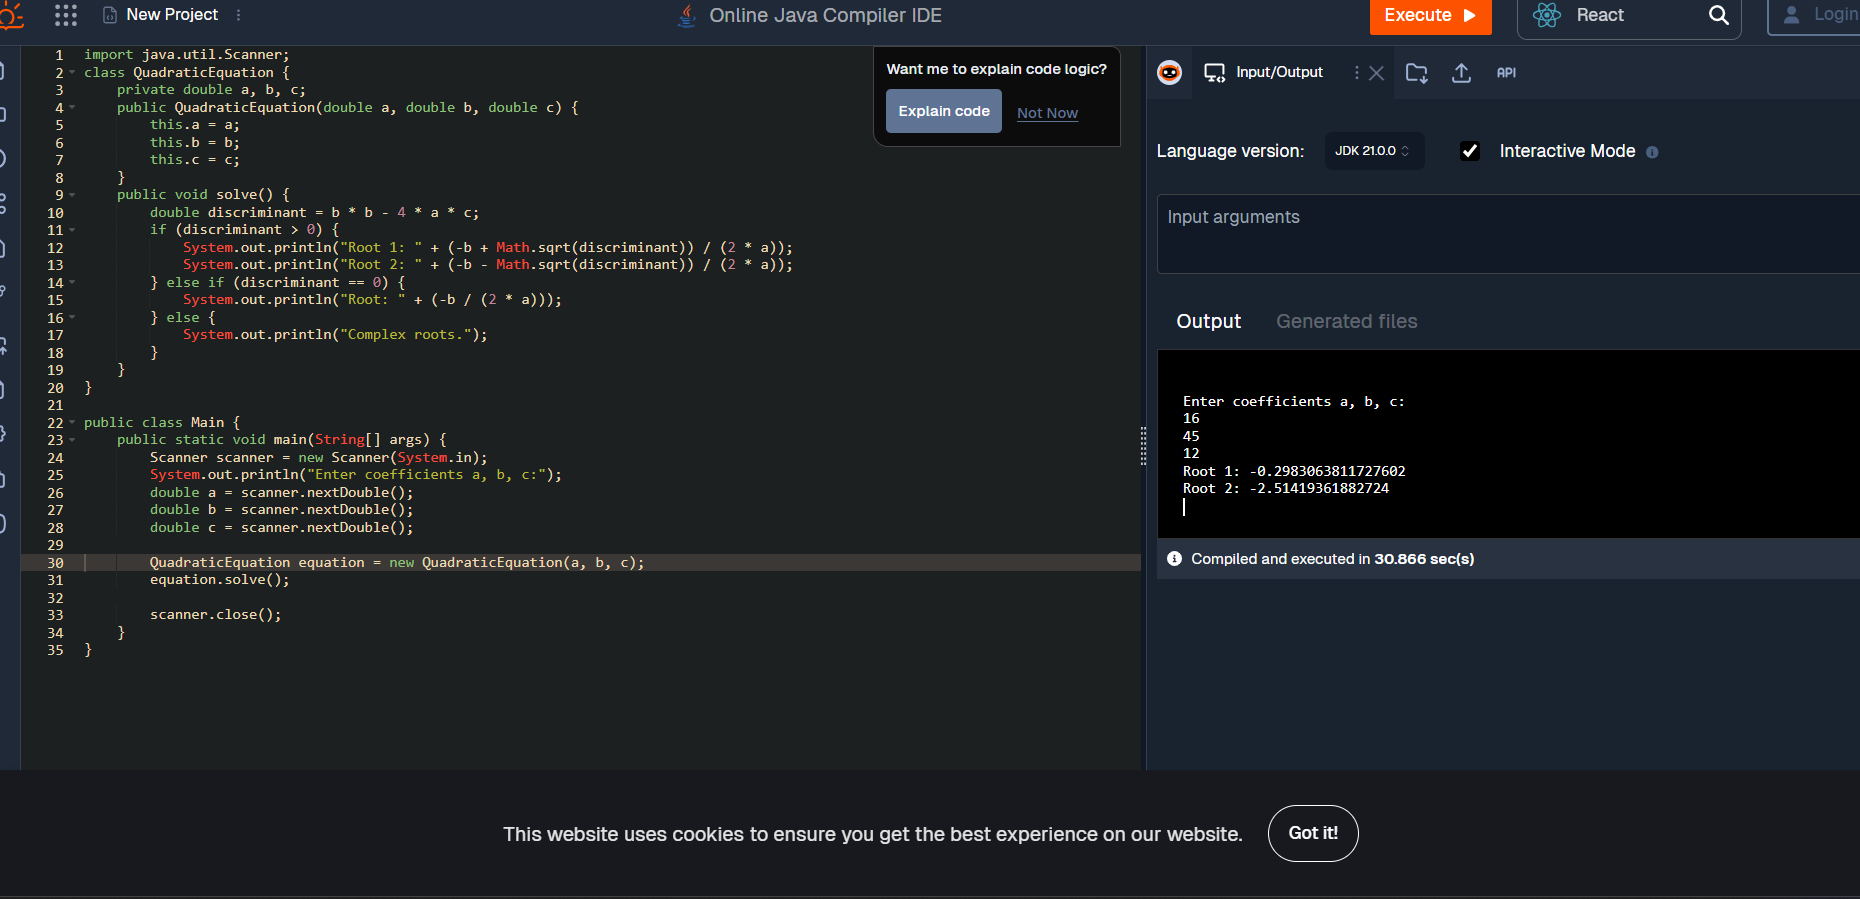 New Project
Online Java Compiler IDE
Execute
React
Login
1 import java.util.Scanner;
2 class QuadraticEquation {
3     private double a, b, c;
4     public QuadraticEquation(double a, double b, double c) {
5         this.a = a;
6         this.b = b;
7         this.c = c;
8     }
9     public void solve() {
10         double discriminant = b * b - 4 * a * c;
11         if (discriminant > 0) {
12             System.out.println("Root 1: " + (-b + Math.sqrt(discriminant)) / (2 * a));
13             System.out.println("Root 2: " + (-b - Math.sqrt(discriminant)) / (2 * a));
14         } else if (discriminant == 0) {
15             System.out.println("Root: " + (-b / (2 * a)));
16         } else {
17             System.out.println("Complex roots.");
18         }
19     }
20 }
21
22 public class Main {
23     public static void main(String[] args) {
24         Scanner scanner = new Scanner(System.in);
25         System.out.println("Enter coefficients a, b, c:");
26         double a = scanner.nextDouble();
27         double b = scanner.nextDouble();
28         double c = scanner.nextDouble();
29
30         QuadraticEquation equation = new QuadraticEquation(a, b, c);
31         equation.solve();
32
33         scanner.close();
34     }
35 }
Want me to explain code logic?
Explain code
Not Now
Input/Output
API
Language version:
JDK 21.0.0
Interactive Mode
Input arguments
Output
Generated files
Enter coefficients a, b, c:
16
45
12
Root 1: -0.2983063811727602
Root 2: -2.51419361882724
Compiled and executed in 30.866 sec(s)
This website uses cookies to ensure you get the best experience on our website.
Got it!